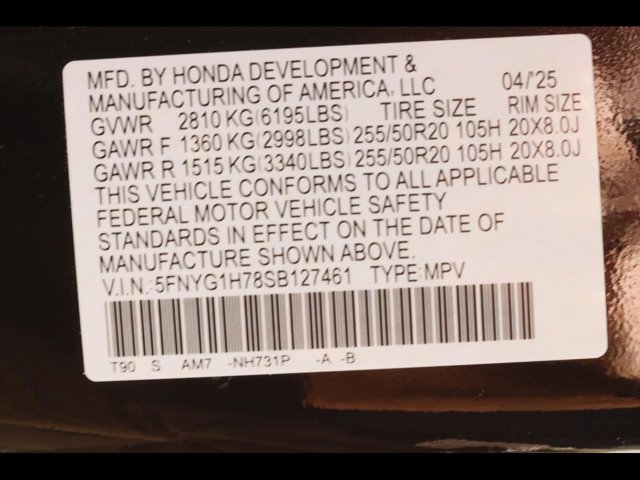 MFD. BY HONDA DEVELOPMENT &
MANUFACTURING OF AMERICA, LLC 04/'25
GVWR 2810 KG(6195LBS) TIRE SIZE RIM SIZE
GAWR F 1360 KG(2998LBS) 255/50R20 105H 20X8.0J
GAWR R 1515 KG(3340LBS) 255/50R20 105H 20X8.0J
THIS VEHICLE CONFORMS TO ALL APPLICABLE
FEDERAL MOTOR VEHICLE SAFETY
STANDARDS IN EFFECT ON THE DATE OF
MANUFACTURE SHOWN ABOVE.
V.I.N.:5FNYG1H78SB127461 TYPE:MPV
T90 S AM7 -NH731P -A -B